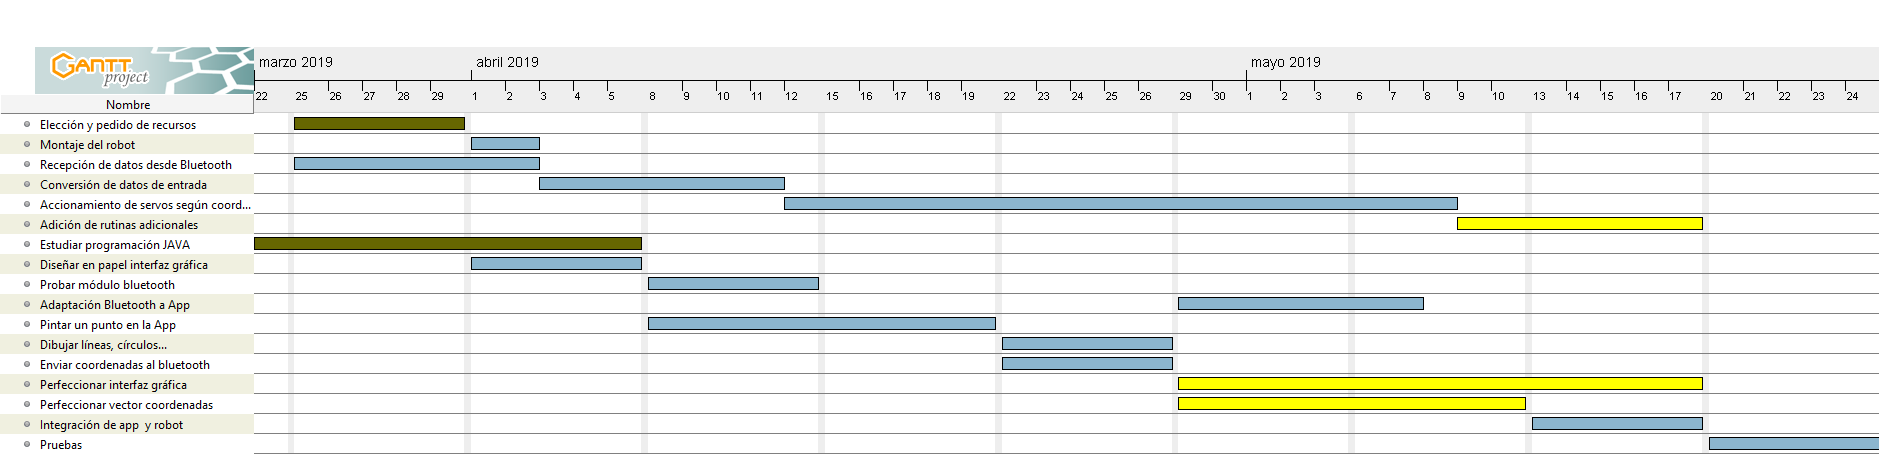 GANTT
project
marzo 2019 abril 2019 mayo 2019
22 25 26 27 28 29 1 2 3 4 5 8 9 10 11 12 15 16 17 18 19 22 23 24 25 26 29 30 1 2 3 6 7 8 9 10 13 14 15 16 17 20 21 22 23 24
Nombre
Elección y pedido de recursos
Montaje del robot
Recepción de datos desde Bluetooth
Conversión de datos de entrada
Accionamiento de servos según coord...
Adición de rutinas adicionales
Estudiar programación JAVA
Diseñar en papel interfaz gráfica
Probar módulo bluetooth
Adaptación Bluetooth a App
Pintar un punto en la App
Dibujar líneas, círculos...
Enviar coordenadas al bluetooth
Perfeccionar interfaz gráfica
Perfeccionar vector coordenadas
Integración de app y robot
Pruebas